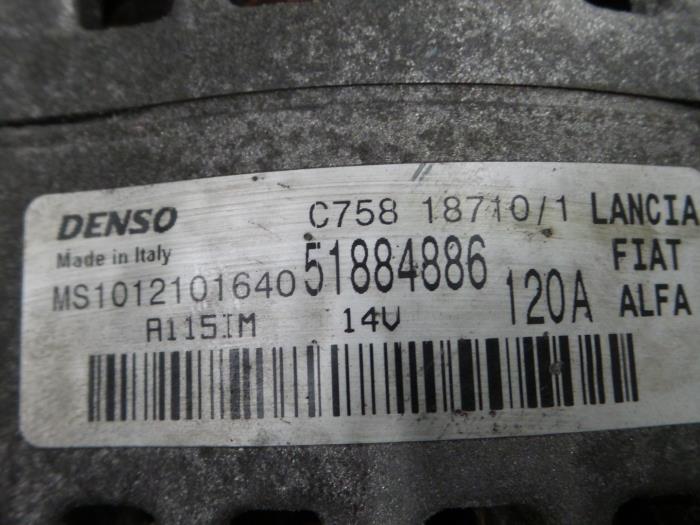 DENSO C758 18710/1 LANCIA
Made in Italy 51884886 FIAT
MS1012101640 120A ALFA
A115IM 14V